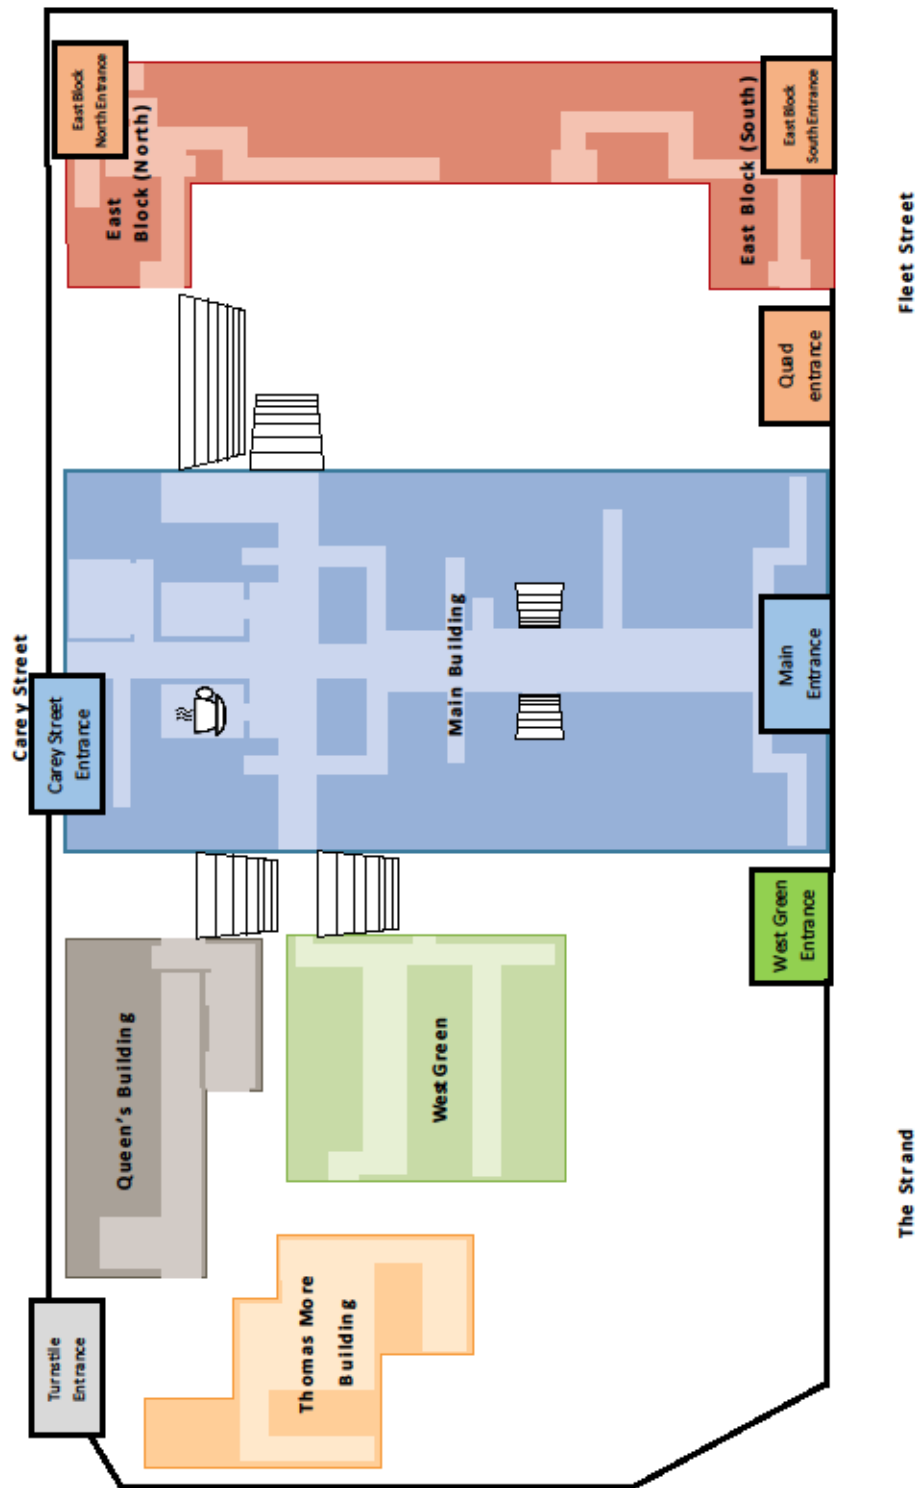 East Block
North Entrance
East
Block (North)
East Block (South)
East Block
South Entrance
Fleet Street
Quad
entrance
Carey Street
Carey Street
Entrance
Main Building
Main
Entrance
West Green
Entrance
Queen's Building
West Green
The Strand
Turnstile
Entrance
Thomas More
Building